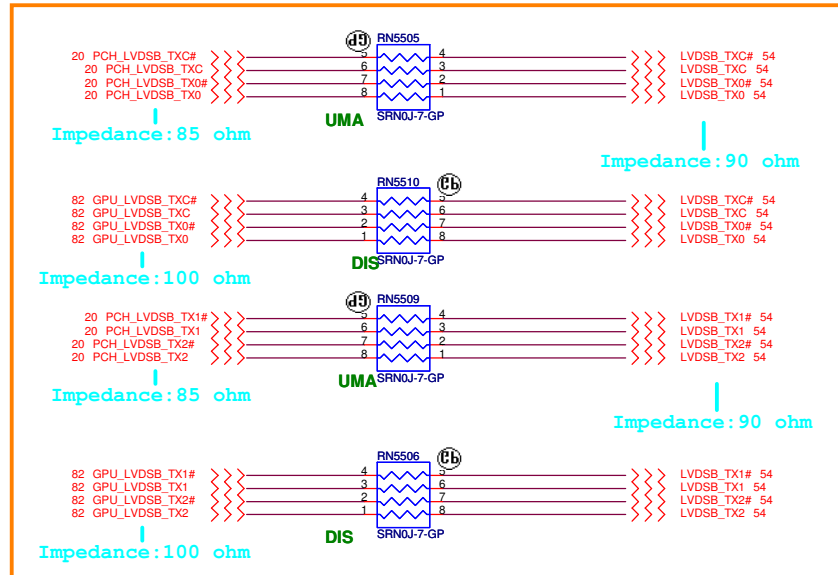 RN5505
20 PCH_LVDSB_TXC# 5 4 LVDSB_TXC# 54
20 PCH_LVDSB_TXC 6 3 LVDSB_TXC 54
20 PCH_LVDSB_TX0# 7 2 LVDSB_TX0# 54
20 PCH_LVDSB_TX0 8 1 LVDSB_TX0 54
UMA SRN0J-7-GP
Impedance:85 ohm
Impedance:90 ohm
RN5510
82 GPU_LVDSB_TXC# 4 5 LVDSB_TXC# 54
82 GPU_LVDSB_TXC 3 6 LVDSB_TXC 54
82 GPU_LVDSB_TX0# 2 7 LVDSB_TX0# 54
82 GPU_LVDSB_TX0 1 8 LVDSB_TX0 54
DIS SRN0J-7-GP
Impedance:100 ohm
RN5509
20 PCH_LVDSB_TX1# 5 4 LVDSB_TX1# 54
20 PCH_LVDSB_TX1 6 3 LVDSB_TX1 54
20 PCH_LVDSB_TX2# 7 2 LVDSB_TX2# 54
20 PCH_LVDSB_TX2 8 1 LVDSB_TX2 54
UMA SRN0J-7-GP
Impedance:85 ohm
Impedance:90 ohm
RN5506
82 GPU_LVDSB_TX1# 4 5 LVDSB_TX1# 54
82 GPU_LVDSB_TX1 3 6 LVDSB_TX1 54
82 GPU_LVDSB_TX2# 2 7 LVDSB_TX2# 54
82 GPU_LVDSB_TX2 1 8 LVDSB_TX2 54
DIS SRN0J-7-GP
Impedance:100 ohm